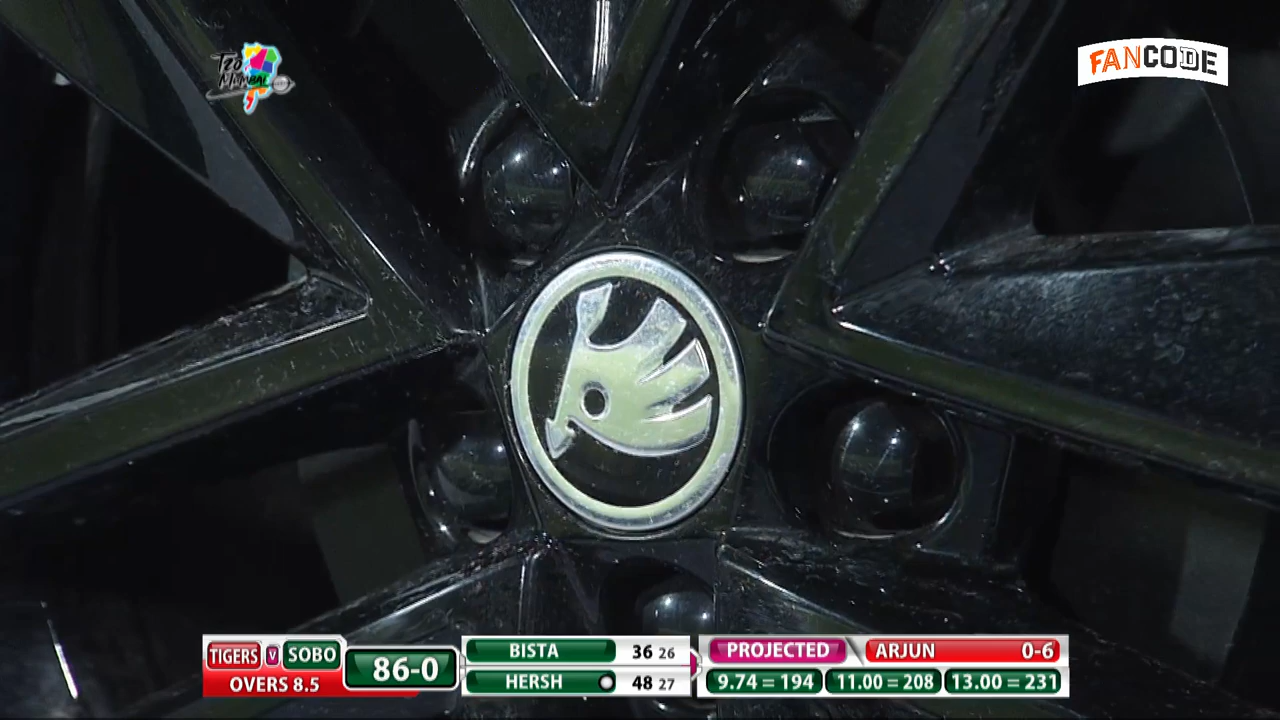 T20
MUMBAI
FANCODE
TIGERS V SOBO
OVERS 8.5
86-0
BISTA 36 26
HERSH 48 27
PROJECTED
ARJUN 0-6
9.74 = 194 11.00 = 208 13.00 = 231